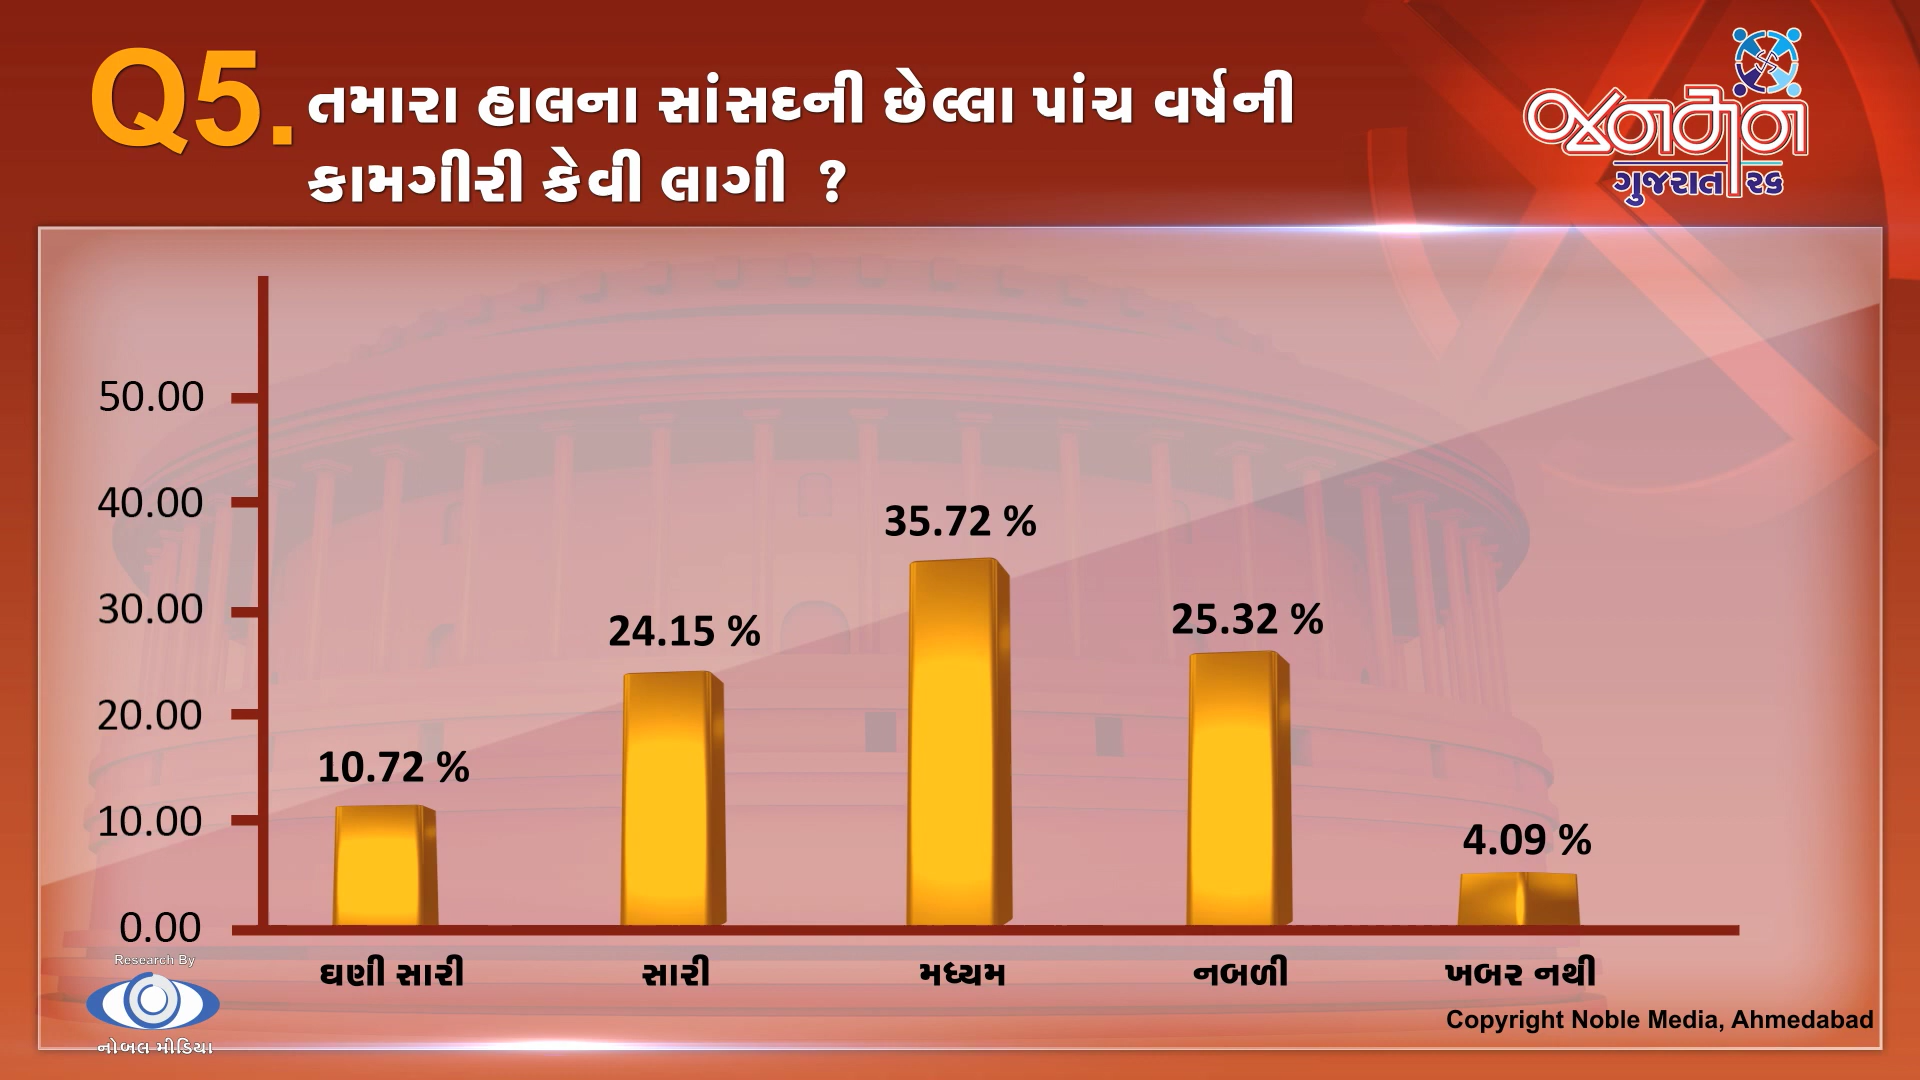 Q5. તમારા હાલના સાંસદની છેલ્લા પાંચ વર્ષની
કામગીરી કેવી લાગી ?
જનમન
ગુજરાત ૨૬
50.00
40.00
30.00
20.00
10.00
0.00
10.72 %
24.15 %
35.72 %
25.32 %
4.09 %
ઘણી સારી
સારી
મધ્યમ
નબળી
ખબર નથી
Research By
નોબલ મીડિયા
Copyright Noble Media, Ahmedabad